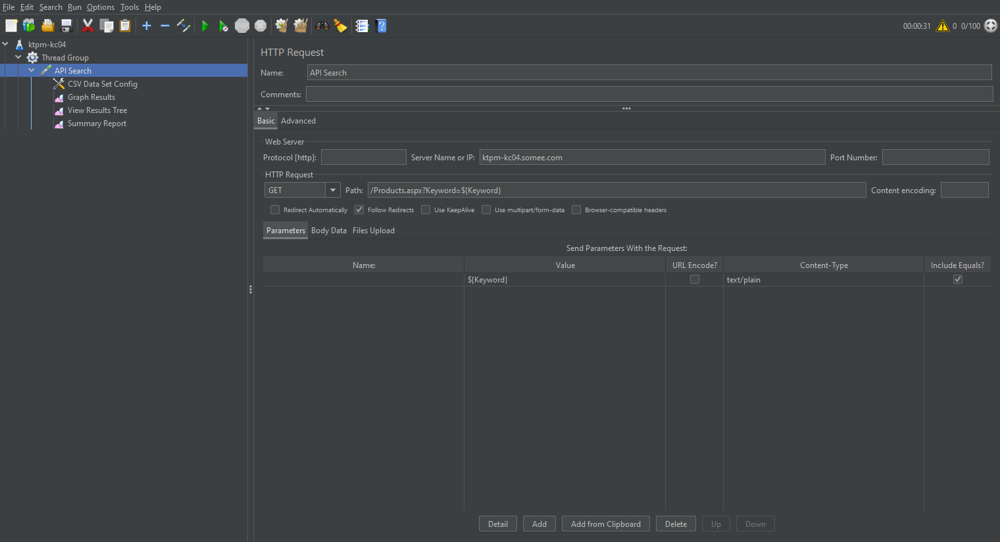 File Edit Search Run Options Tools Help
00:00:31 0 0/100
ktpm-kc04
Thread Group
API Search
CSV Data Set Config
Graph Results
View Results Tree
Summary Report
HTTP Request
Name: API Search
Comments:
Basic Advanced
Web Server
Protocol [http]: Server Name or IP: ktpm-kc04.somee.com Port Number:
HTTP Request
GET Path: /Products.aspx?Keyword=${Keyword} Content encoding:
Redirect Automatically Follow Redirects Use KeepAlive Use multipart/form-data Browser-compatible headers
Parameters Body Data Files Upload
Send Parameters With the Request:
Name: Value URL Encode? Content-Type Include Equals?
${Keyword} text/plain
Detail Add Add from Clipboard Delete Up Down